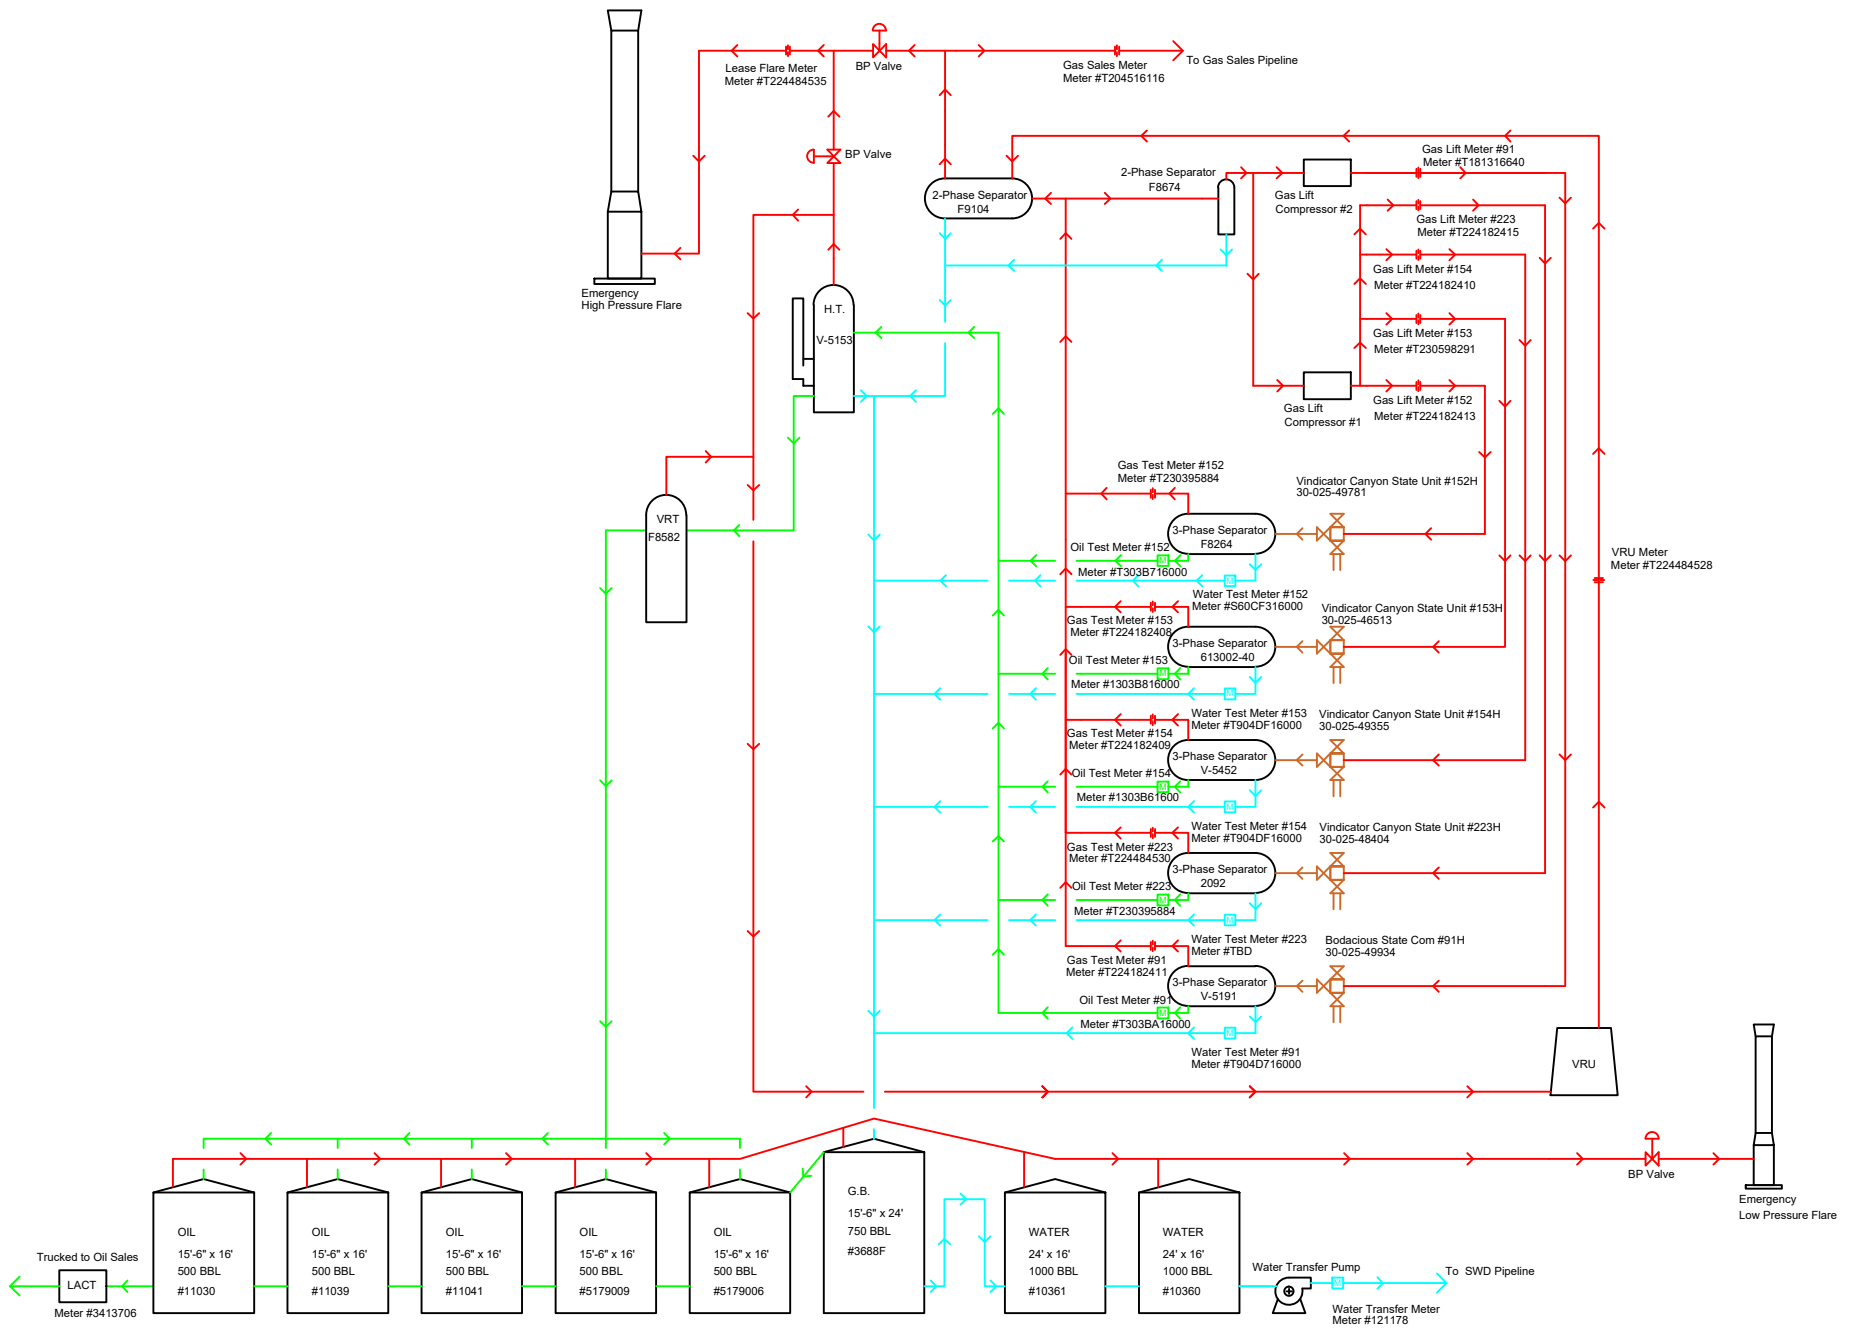 To Gas Sales Pipeline
Lease Flare Meter
Meter #T224484535
BP Valve
Gas Sales Meter
Meter #T204516116
BP Valve
Gas Lift Meter #91
Meter #T181316640
2-Phase Separator
F8674
2-Phase Separator
F9104
Gas Lift
Compressor #2
Gas Lift Meter #223
Meter #T224182415
Gas Lift Meter #154
Meter #T224182410
Emergency
High Pressure Flare
H.T.
V-5153
Gas Lift Meter #153
Meter #T230598291
Gas Lift
Compressor #1
Gas Lift Meter #152
Meter #T224182413
Gas Test Meter #152
Meter #T230395884
Vindicator Canyon State Unit #152H
30-025-49781
VRT
F8582
3-Phase Separator
F8264
Oil Test Meter #152
Meter #T303B716000
M
M
VRU Meter
Meter #T224484528
Water Test Meter #152
Meter #S60CF316000
Vindicator Canyon State Unit #153H
30-025-46513
Gas Test Meter #153
Meter #T224182408
3-Phase Separator
613002-40
Oil Test Meter #153
Meter #1303B816000
M
M
Water Test Meter #153
Meter #T904DF16000
Vindicator Canyon State Unit #154H
30-025-49355
Gas Test Meter #154
Meter #T224182409
3-Phase Separator
V-5452
Oil Test Meter #154
Meter #1303B61600
M
M
Water Test Meter #154
Meter #T904DF16000
Vindicator Canyon State Unit #223H
30-025-48404
Gas Test Meter #223
Meter #T224484530
3-Phase Separator
2092
Oil Test Meter #223
Meter #T230395884
M
M
Water Test Meter #223
Meter #TBD
Bodacious State Com #91H
30-025-49934
Gas Test Meter #91
Meter #T224182411
3-Phase Separator
V-5191
Oil Test Meter #91
Meter #T303BA16000
M
M
Water Test Meter #91
Meter #T904D716000
VRU
BP Valve
Emergency
Low Pressure Flare
Trucked to Oil Sales
LACT
Meter #3413706
OIL
15'-6" x 16'
500 BBL
#11030
OIL
15'-6" x 16'
500 BBL
#11039
OIL
15'-6" x 16'
500 BBL
#11041
OIL
15'-6" x 16'
500 BBL
#5179009
OIL
15'-6" x 16'
500 BBL
#5179006
G.B.
15'-6" x 24'
750 BBL
#3688F
WATER
24' x 16'
1000 BBL
#10361
WATER
24' x 16'
1000 BBL
#10360
Water Transfer Pump
M
To SWD Pipeline
Water Transfer Meter
Meter #121178